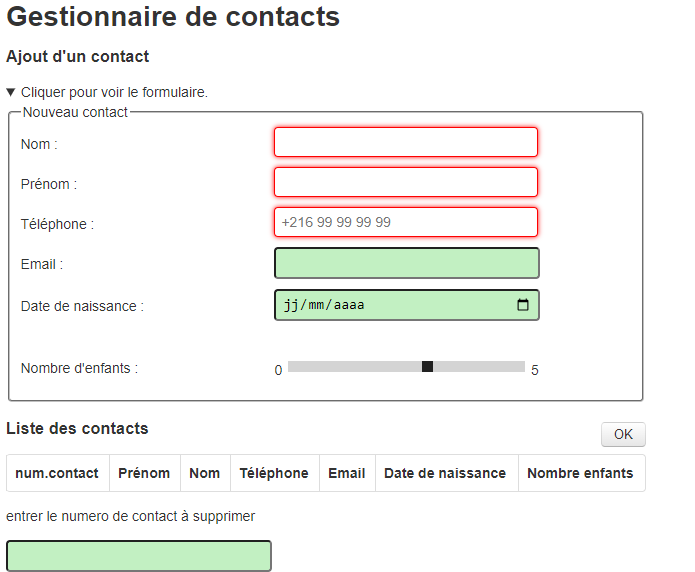 Gestionnaire de contacts
Ajout d'un contact
▼ Cliquer pour voir le formulaire.
Nouveau contact
Nom :
Prénom :
Téléphone : +216 99 99 99 99
Email :
Date de naissance : jj/mm/aaaa
Nombre d'enfants : 0 5
Liste des contacts OK
num.contact Prénom Nom Téléphone Email Date de naissance Nombre enfants
entrer le numero de contact à supprimer